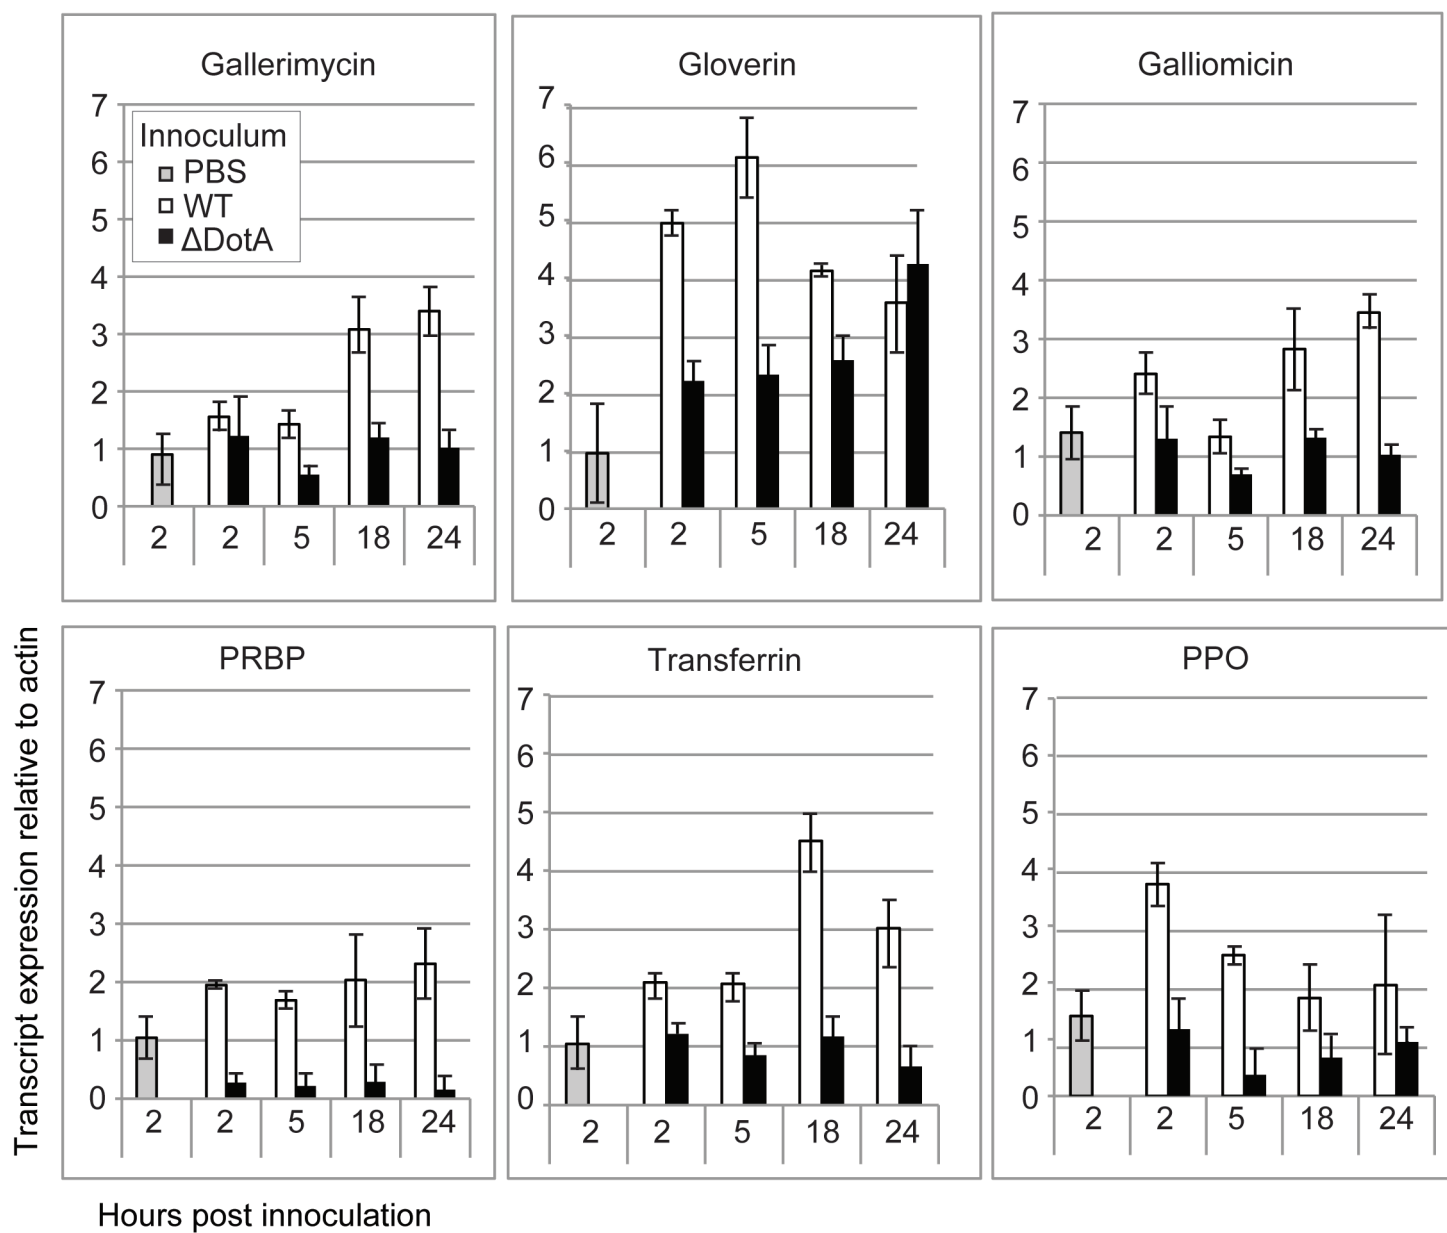 Gallerimycin
7
6
5
4
3
2
1
0
Innoculum
PBS
WT
ΔDotA
2 2 5 18 24
Gloverin
7
6
5
4
3
2
1
0
2 2 5 18 24
Galliomicin
7
6
5
4
3
2
1
0
2 2 5 18 24
Transcript expression relative to actin
PRBP
7
6
5
4
3
2
1
0
2 2 5 18 24
Transferrin
7
6
5
4
3
2
1
0
2 2 5 18 24
PPO
7
6
5
4
3
2
1
0
2 2 5 18 24
Hours post innoculation